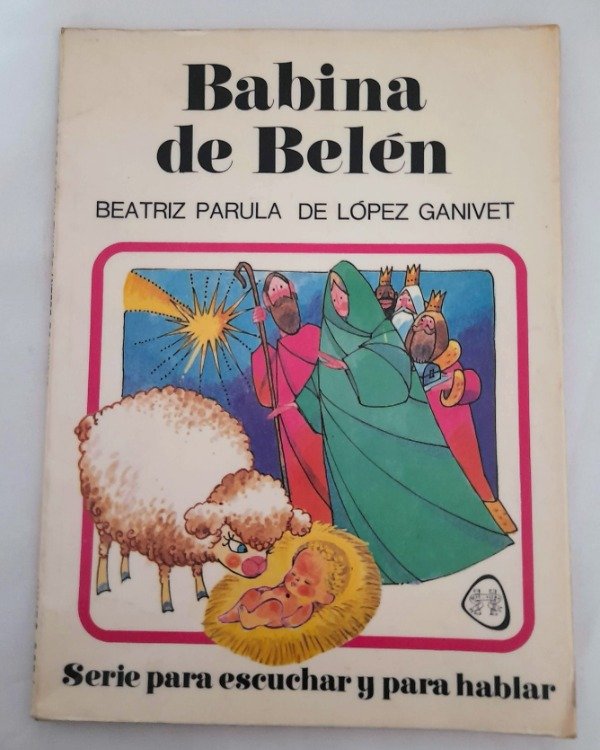 Babina
de Belén
BEATRIZ PARULA DE LÓPEZ GANIVET
Serie para escuchar y para hablar